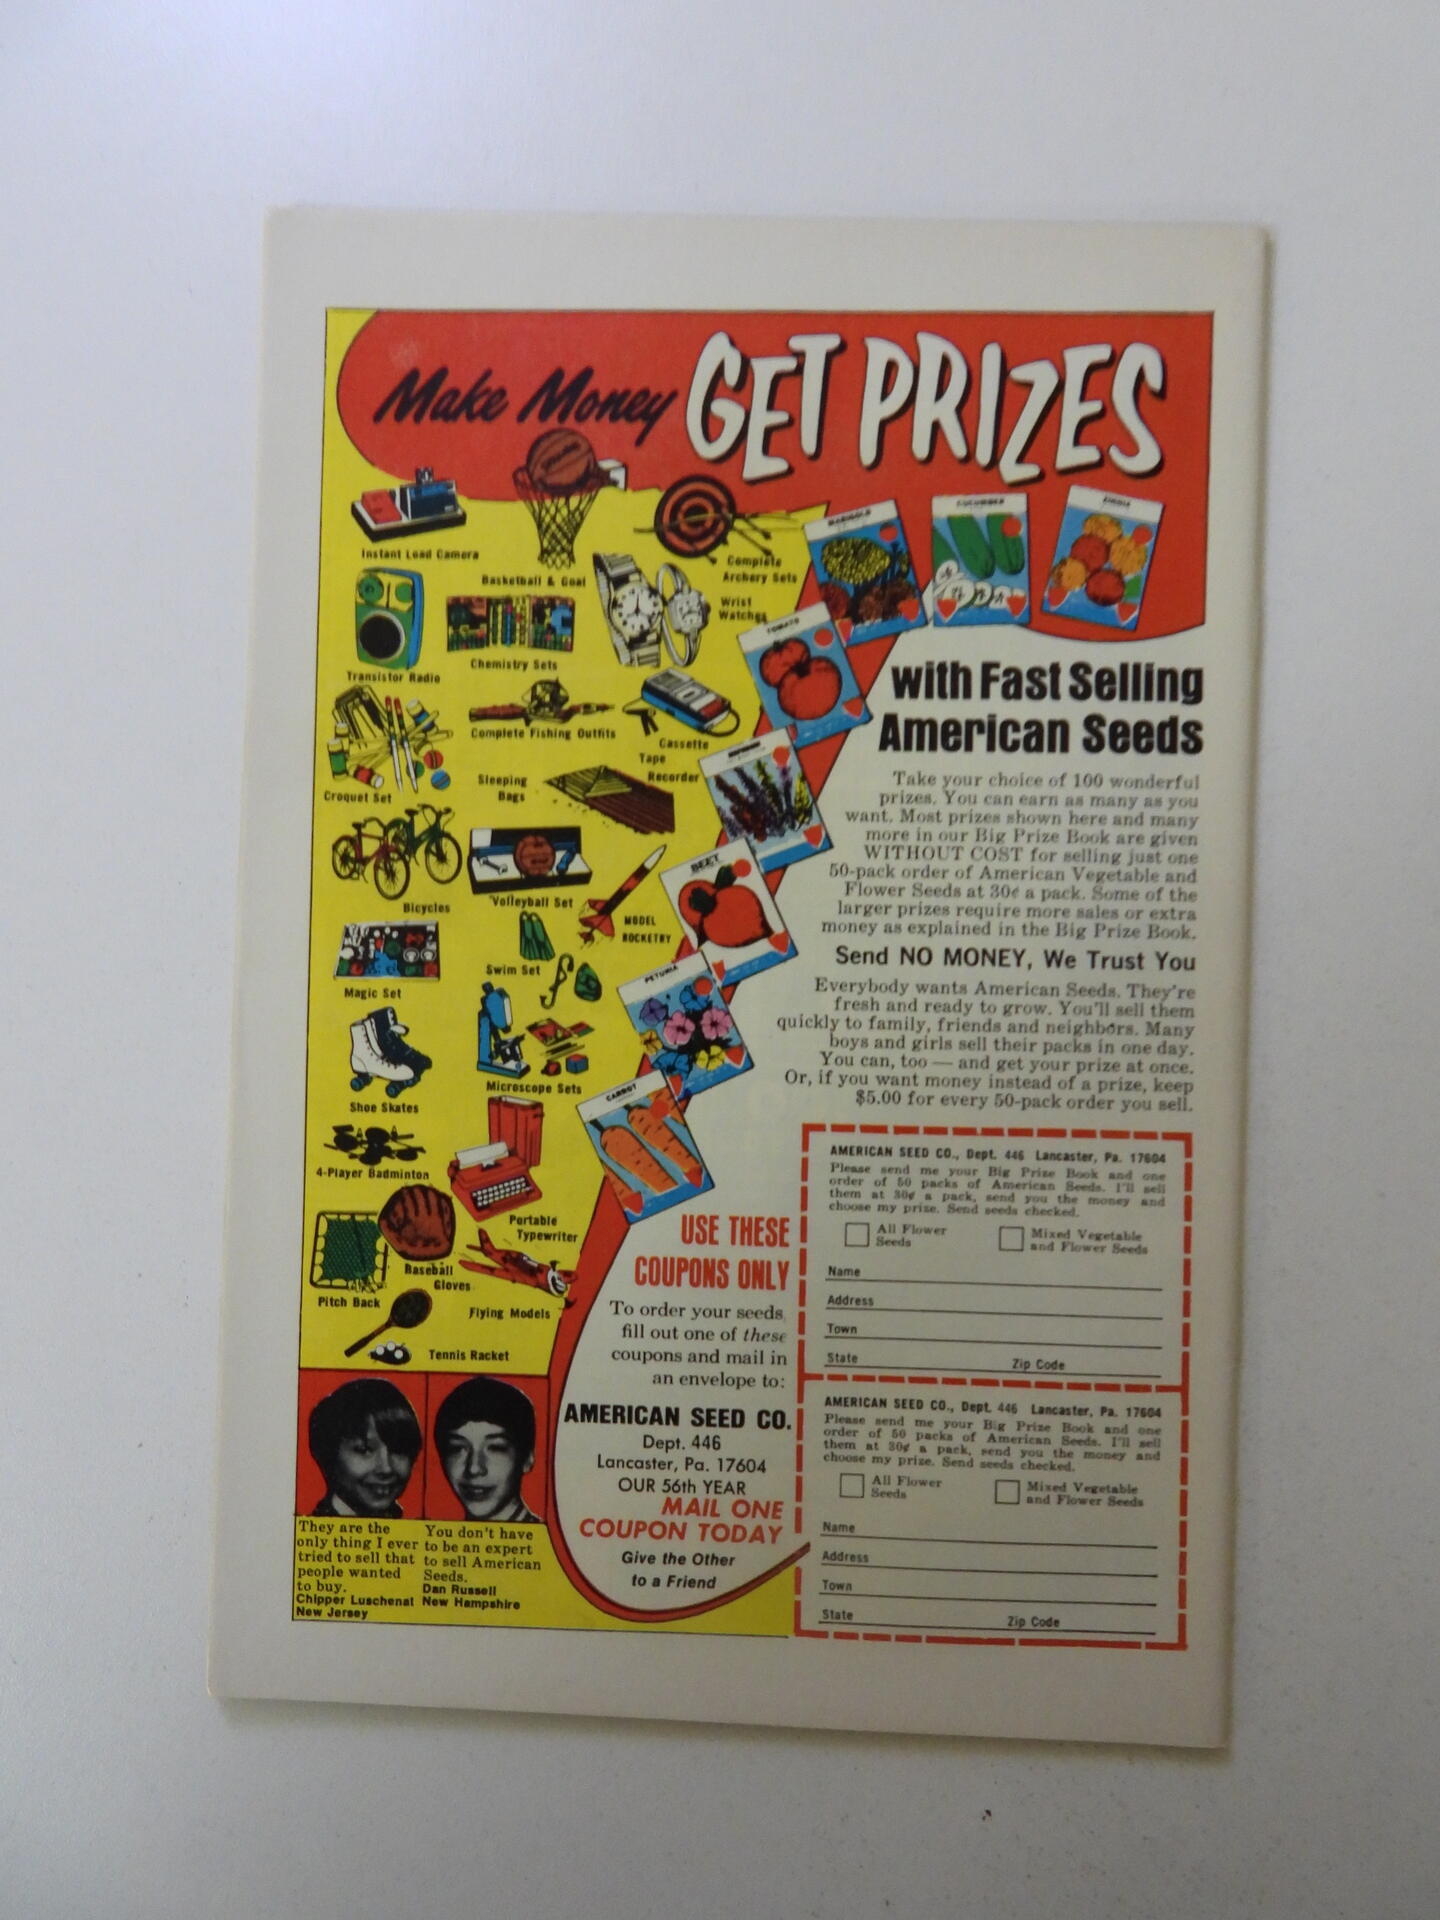 Make Money GET PRIZES
Instant Load Camera
Basketball & Goal
Complete
Archery Sets
Wrist
Watches
Transistor Radio
Chemistry Sets
Complete Fishing Outfits
Cassette
Tape
Recorder
Croquet Set
Sleeping
Bags
Bicycles
Volleyball Set
MODEL
ROCKETRY
Magic Set
Swim Set
Shoe Skates
Microscope Sets
4-Player Badminton
Portable
Typewriter
Pitch Back
Baseball
Gloves
Flying Models
Tennis Racket
MARIGOLD
CUCUMBER
ZINNIA
TOMATO
BEET
PETUNIA
CARROT
with Fast Selling
American Seeds
Take your choice of 100 wonderful
prizes. You can earn as many as you
want. Most prizes shown here and many
more in our Big Prize Book are given
WITHOUT COST for selling just one
50-pack order of American Vegetable and
Flower Seeds at 30¢ a pack. Some of the
larger prizes require more sales or extra
money as explained in the Big Prize Book.
Send NO MONEY, We Trust You
Everybody wants American Seeds. They're
fresh and ready to grow. You'll sell them
quickly to family, friends and neighbors. Many
boys and girls sell their packs in one day.
You can, too — and get your prize at once.
Or, if you want money instead of a prize, keep
$5.00 for every 50-pack order you sell.
They are the
only thing I ever
tried to sell that
people wanted
to buy.
Chipper Luschenat
New Jersey
You don't have
to be an expert
to sell American
Seeds.
Dan Russell
New Hampshire
USE THESE
COUPONS ONLY
To order your seeds,
fill out one of these
coupons and mail in
an envelope to:
AMERICAN SEED CO.
Dept. 446
Lancaster, Pa. 17604
OUR 56th YEAR
MAIL ONE
COUPON TODAY
Give the Other
to a Friend
AMERICAN SEED CO., Dept. 446 Lancaster, Pa. 17604
Please send me your Big Prize Book and one
order of 50 packs of American Seeds. I'll sell
them at 30¢ a pack, send you the money and
choose my prize. Send seeds checked.
All Flower
Seeds
Mixed Vegetable
and Flower Seeds
Name
Address
Town
State Zip Code
AMERICAN SEED CO., Dept. 446 Lancaster, Pa. 17604
Please send me your Big Prize Book and one
order of 50 packs of American Seeds. I'll sell
them at 30¢ a pack, send you the money and
choose my prize. Send seeds checked.
All Flower
Seeds
Mixed Vegetable
and Flower Seeds
Name
Address
Town
State Zip Code